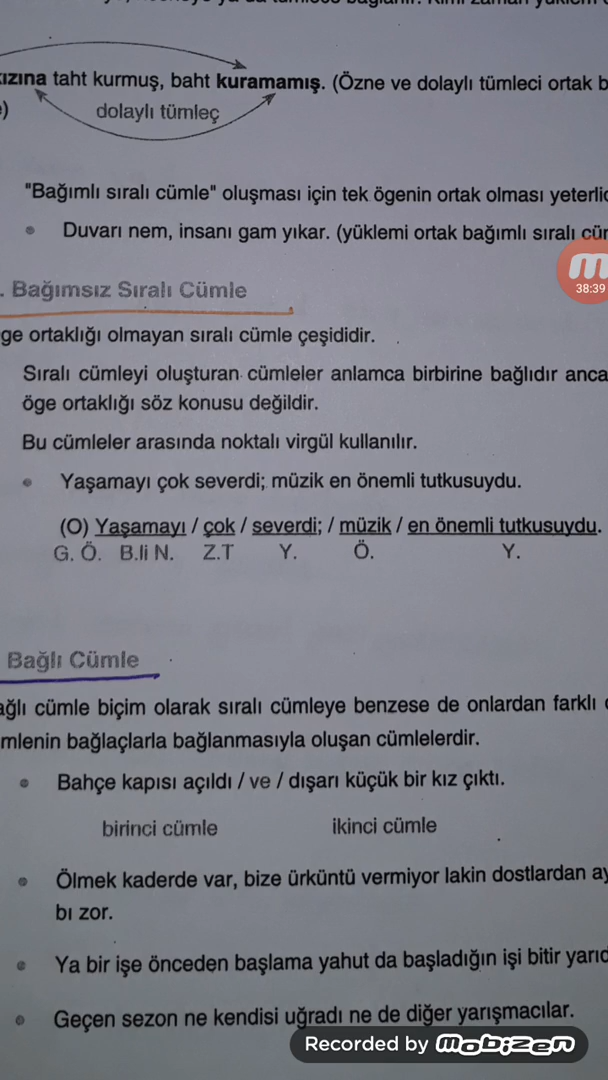 ızına taht kurmuş, baht kuramamış. (Özne ve dolaylı tümleci ortak b
dolaylı tümleç
"Bağımlı sıralı cümle" oluşması için tek ögenin ortak olması yeterli
Duvarı nem, insanı gam yıkar. (yüklemi ortak bağımlı sıralı cüm
38:39
. Bağımsız Sıralı Cümle
ge ortaklığı olmayan sıralı cümle çeşididir.
Sıralı cümleyi oluşturan cümleler anlamca birbirine bağlıdır anca
öge ortaklığı söz konusu değildir.
Bu cümleler arasında noktalı virgül kullanılır.
Yaşamayı çok severdi; müzik en önemli tutkusuydu.
(O) Yaşamayı / çok / severdi; / müzik / en önemli tutkusuydu.
G. Ö. B.li N. Z.T Y. Ö. Y.
Bağlı Cümle
ağlı cümle biçim olarak sıralı cümleye benzese de onlardan farklı
mlenin bağlaçlarla bağlanmasıyla oluşan cümlelerdir.
Bahçe kapısı açıldı / ve / dışarı küçük bir kız çıktı.
birinci cümle ikinci cümle
Ölmek kaderde var, bize ürküntü vermiyor lakin dostlardan ay
bı zor.
Ya bir işe önceden başlama yahut da başladığın işi bitir yarıd
Geçen sezon ne kendisi uğradı ne de diğer yarışmacılar.
Recorded by mobizen